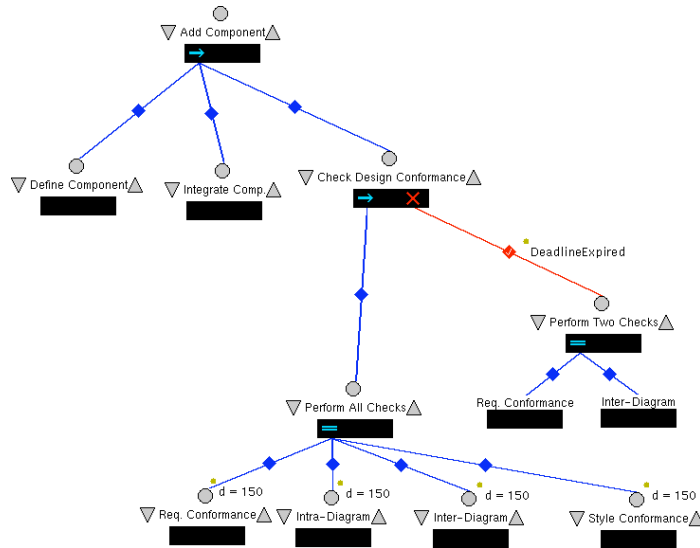 Add Component
Define Component
Integrate Comp.
Check Design Conformance
DeadlineExpired
Perform Two Checks
Req. Conformance
Inter-Diagram
Perform All Checks
d = 150
d = 150
d = 150
d = 150
Req. Conformance
Intra-Diagram
Inter-Diagram
Style Conformance